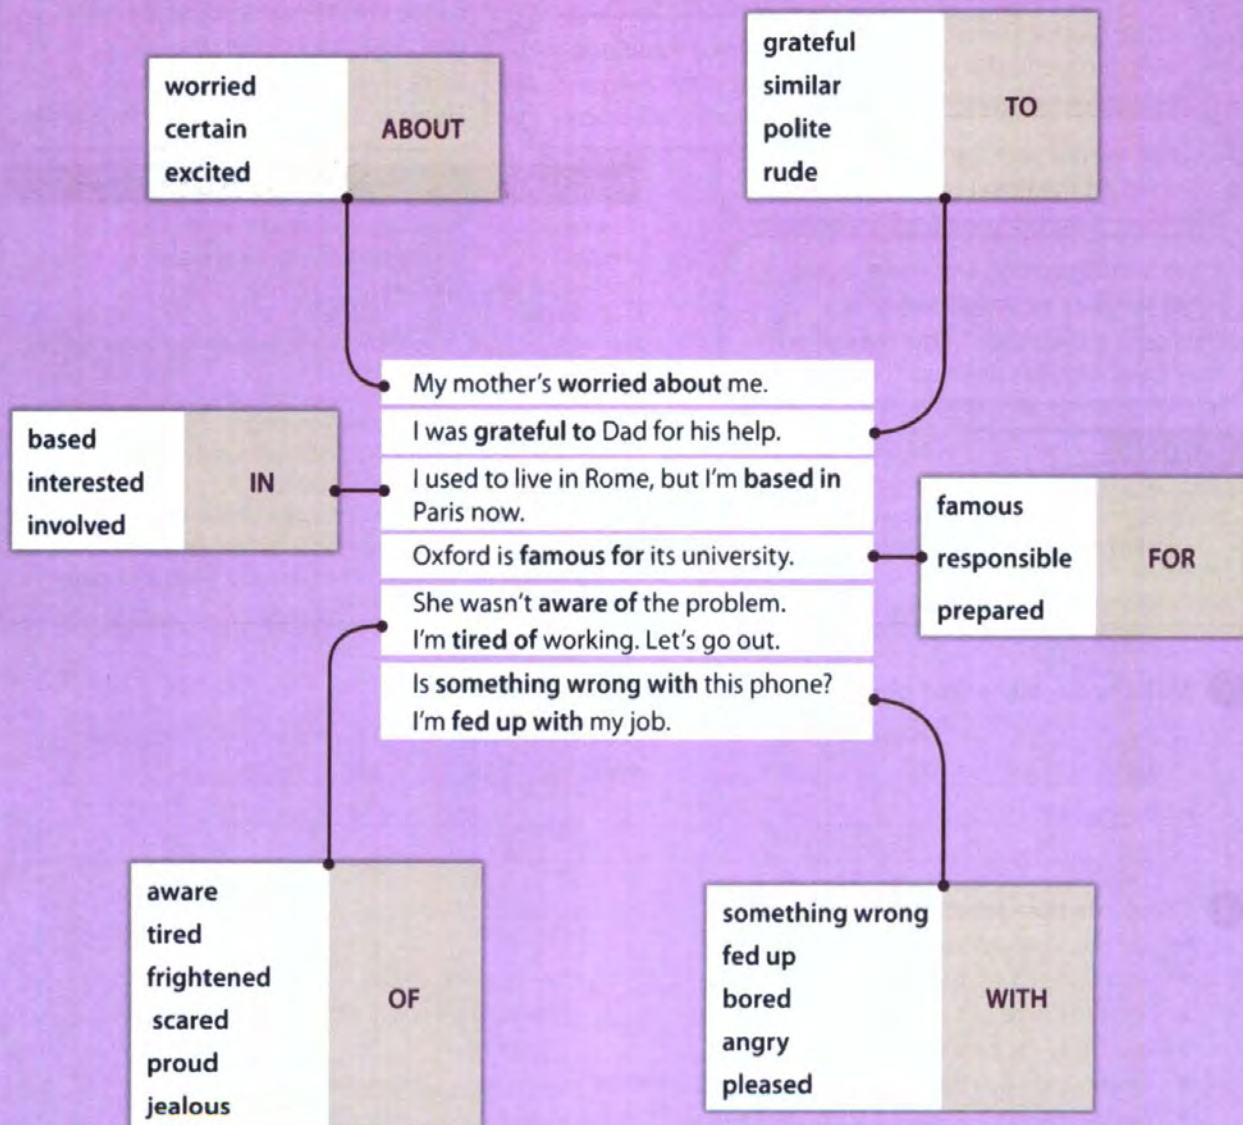 worried
certain
excited
ABOUT
grateful
similar
polite
rude
TO
My mother's worried about me.
I was grateful to Dad for his help.
I used to live in Rome, but I'm based in
Paris now.
Oxford is famous for its university.
She wasn't aware of the problem.
I'm tired of working. Let's go out.
Is something wrong with this phone?
I'm fed up with my job.
based
interested
involved
IN
famous
responsible
prepared
FOR
aware
tired
frightened
scared
proud
jealous
OF
something wrong
fed up
bored
angry
pleased
WITH